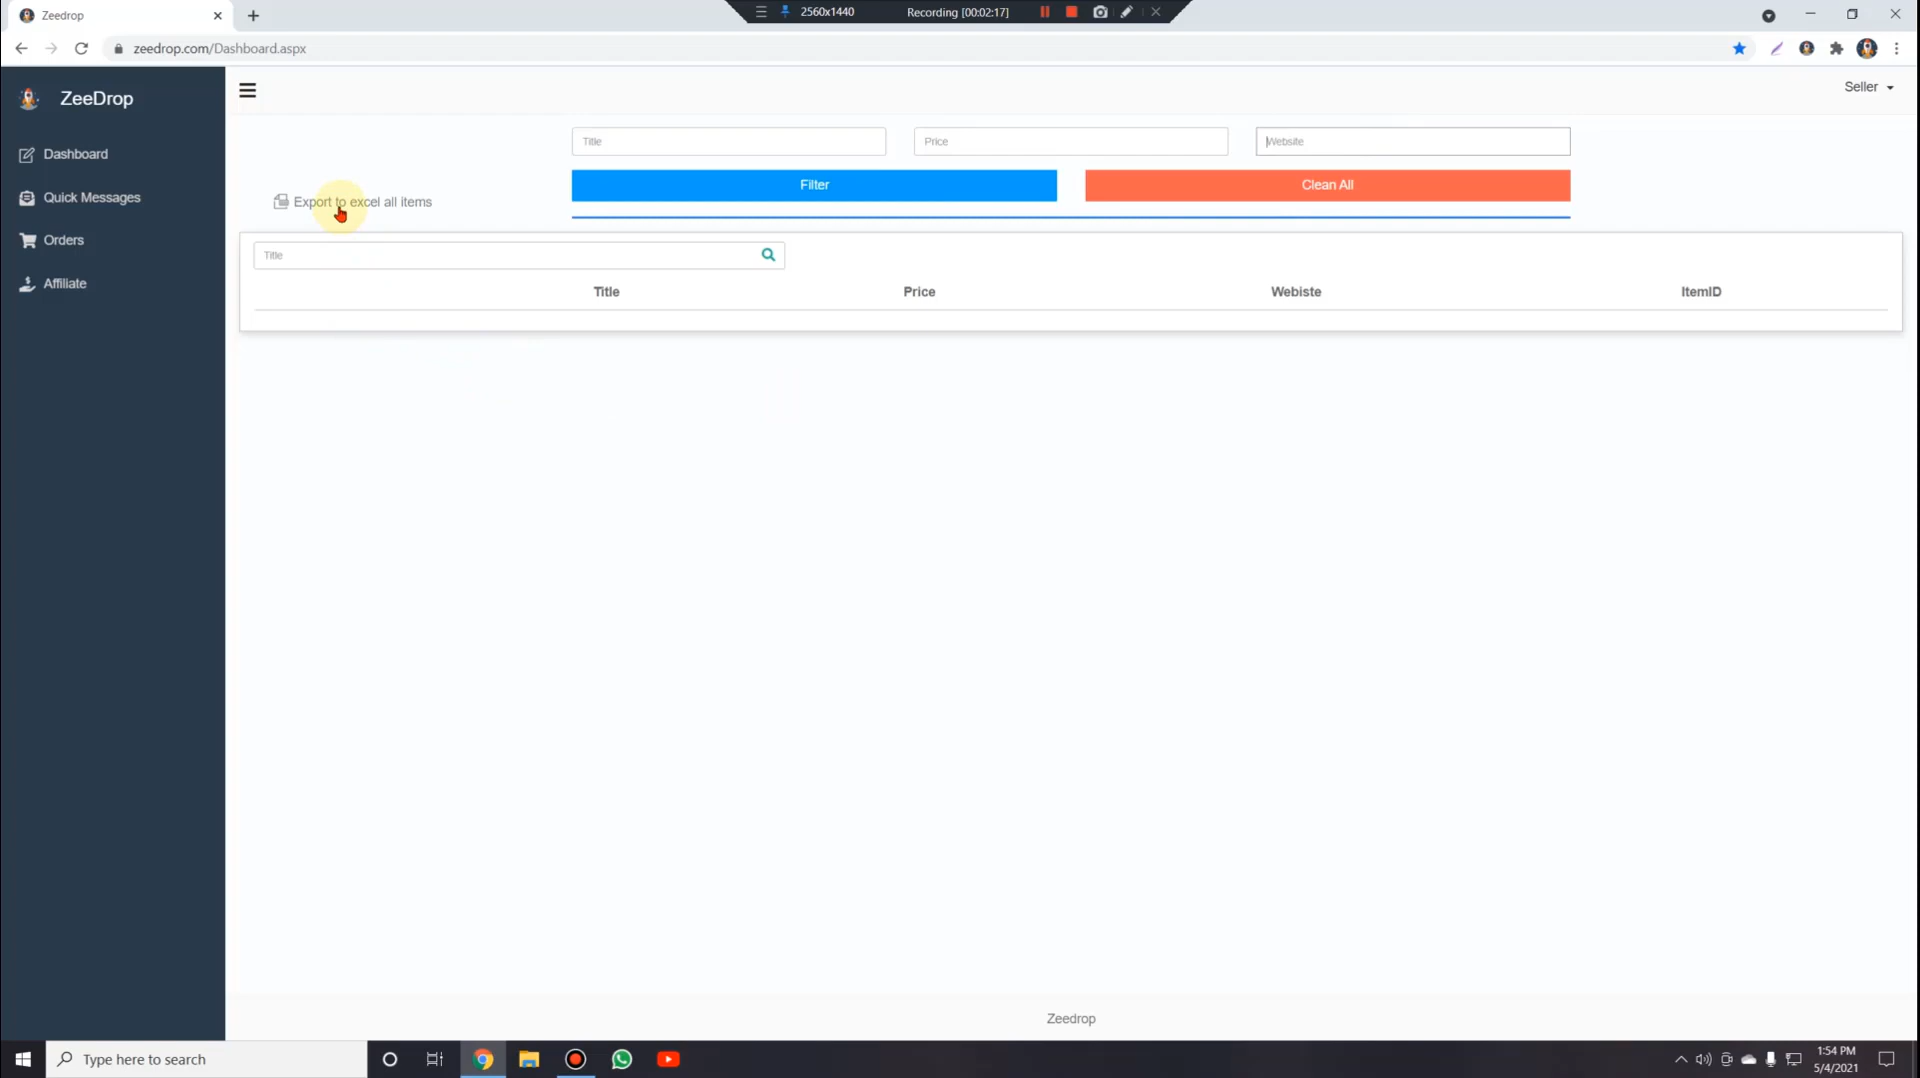 Zeedrop
2560x1440
Recording [00:02:17]
zeedrop.com/Dashboard.aspx
ZeeDrop
Seller
Dashboard
Quick Messages
Orders
Affiliate
Title
Price
Website
Filter
Clean All
Export to excel all items
Title
Title
Price
Webiste
ItemID
Zeedrop
Type here to search
1:54 PM
5/4/2021